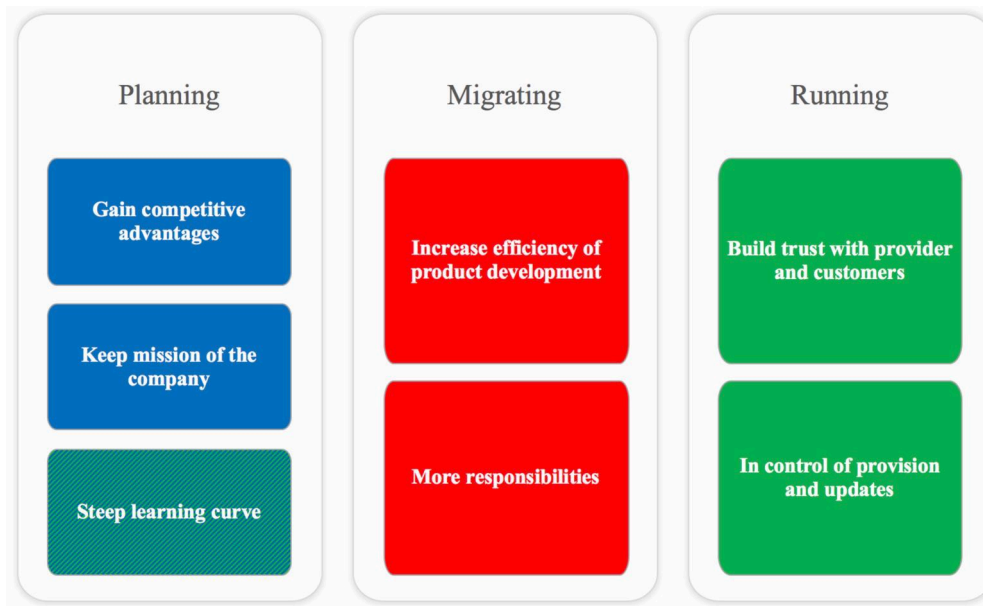 Planning
Gain competitive
advantages
Keep mission of the
company
Steep learning curve
Migrating
Increase efficiency of
product development
More responsibilities
Running
Build trust with provider
and customers
In control of provision
and updates